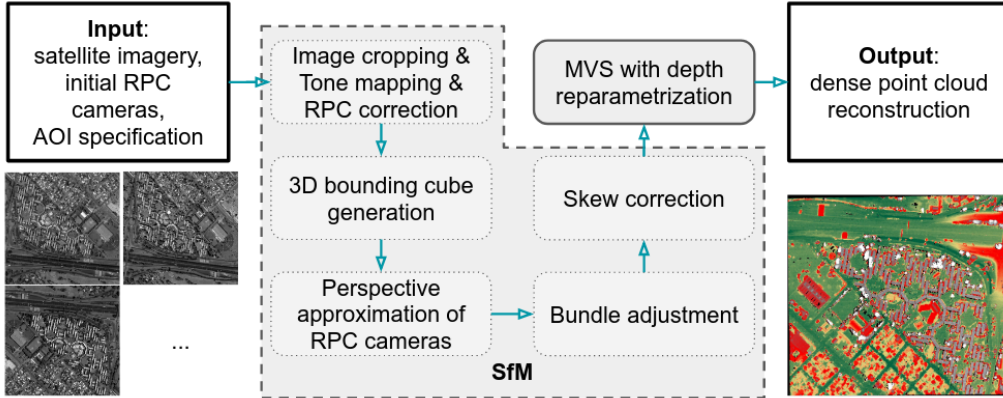 Input:
satellite imagery,
initial RPC
cameras,
AOI specification
Image cropping &
Tone mapping &
RPC correction
3D bounding cube
generation
Perspective
approximation of
RPC cameras
Bundle adjustment
Skew correction
MVS with depth
reparametrization
SfM
Output:
dense point cloud
reconstruction
...